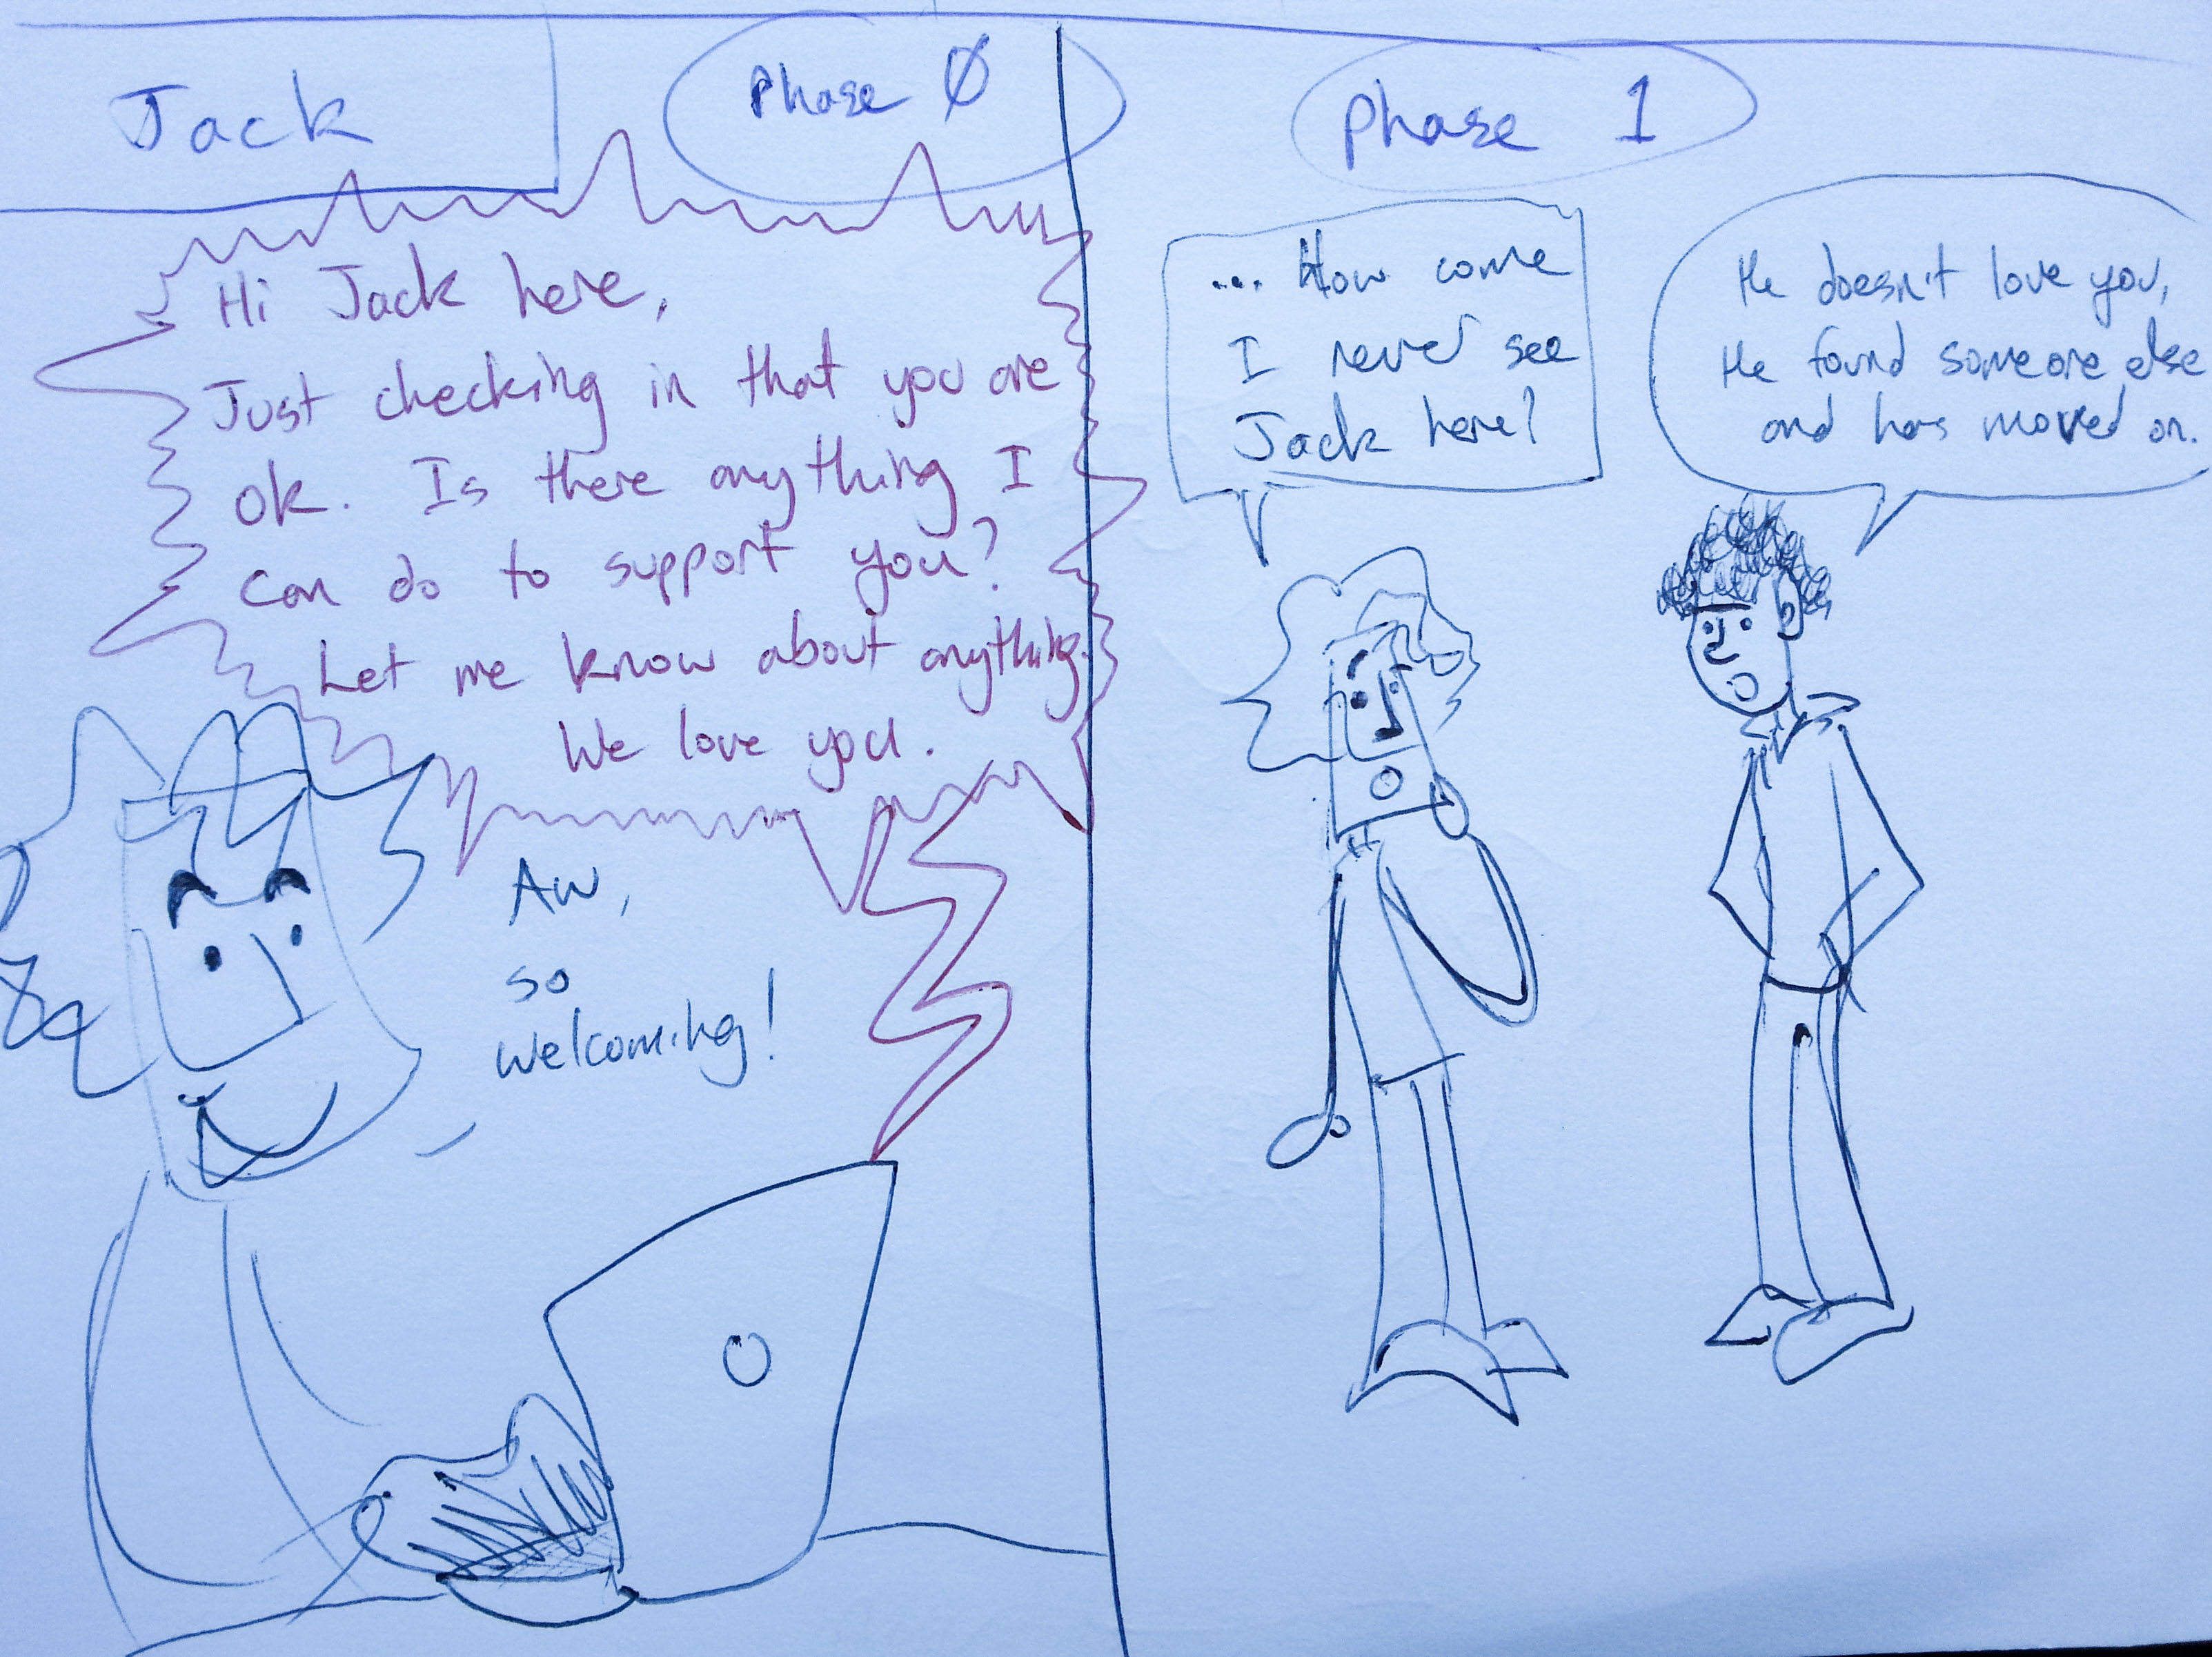 Jack
Phase 0
Hi Jack here,
Just checking in that you are
ok. Is there anything I
can do to support you?
Let me know about anything.
We love you.
Aw,
so
welcoming!
Phase 1
... How come
I never see
Jack here?
He doesn't love you,
He found someone else
and has moved on.